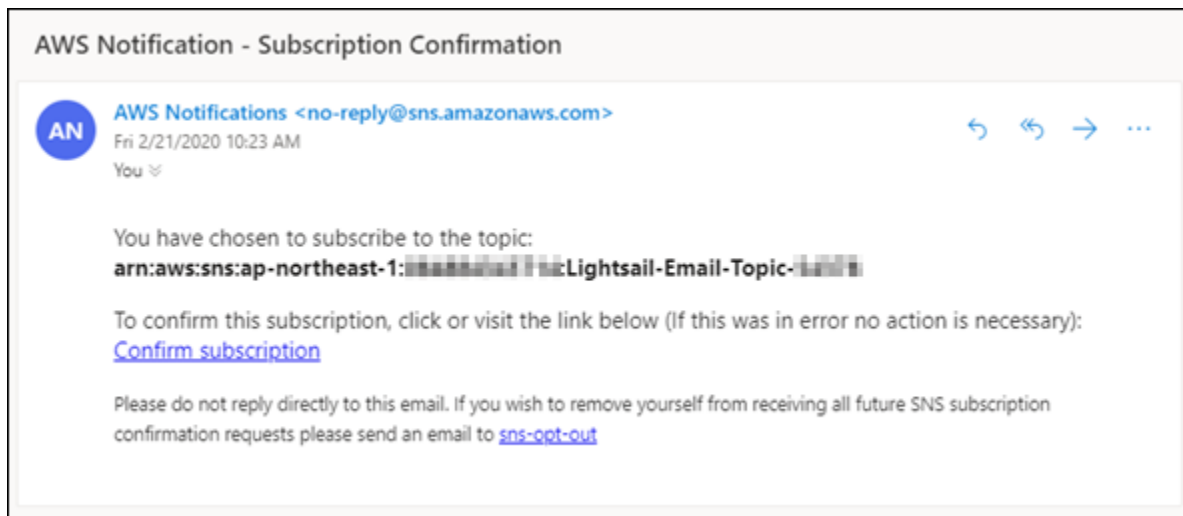 AWS Notification - Subscription Confirmation
AN
AWS Notifications <no-reply@sns.amazonaws.com>
Fri 2/21/2020 10:23 AM
You
You have chosen to subscribe to the topic:
arn:aws:sns:ap-northeast-1: :Lightsail-Email-Topic-
To confirm this subscription, click or visit the link below (If this was in error no action is necessary):
Confirm subscription
Please do not reply directly to this email. If you wish to remove yourself from receiving all future SNS subscription
confirmation requests please send an email to sns-opt-out